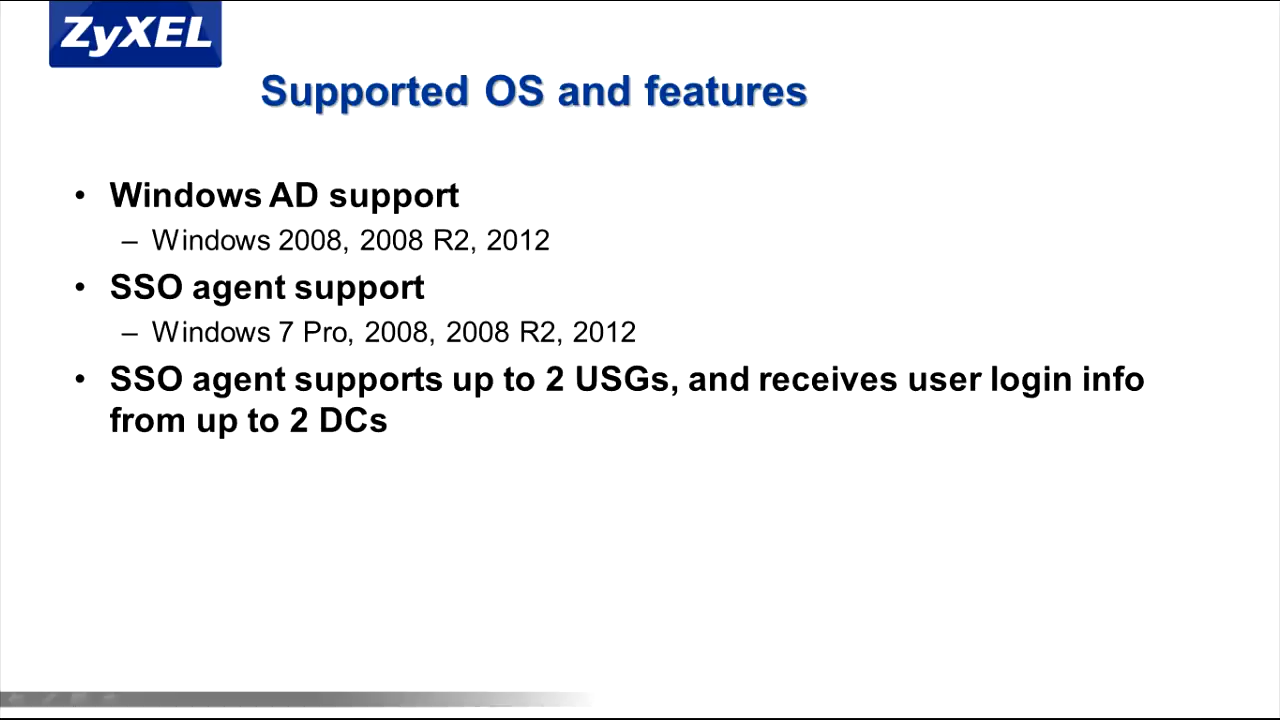 ZyXEL
Supported OS and features
• Windows AD support
– Windows 2008, 2008 R2, 2012
• SSO agent support
– Windows 7 Pro, 2008, 2008 R2, 2012
• SSO agent supports up to 2 USGs, and receives user login info
from up to 2 DCs